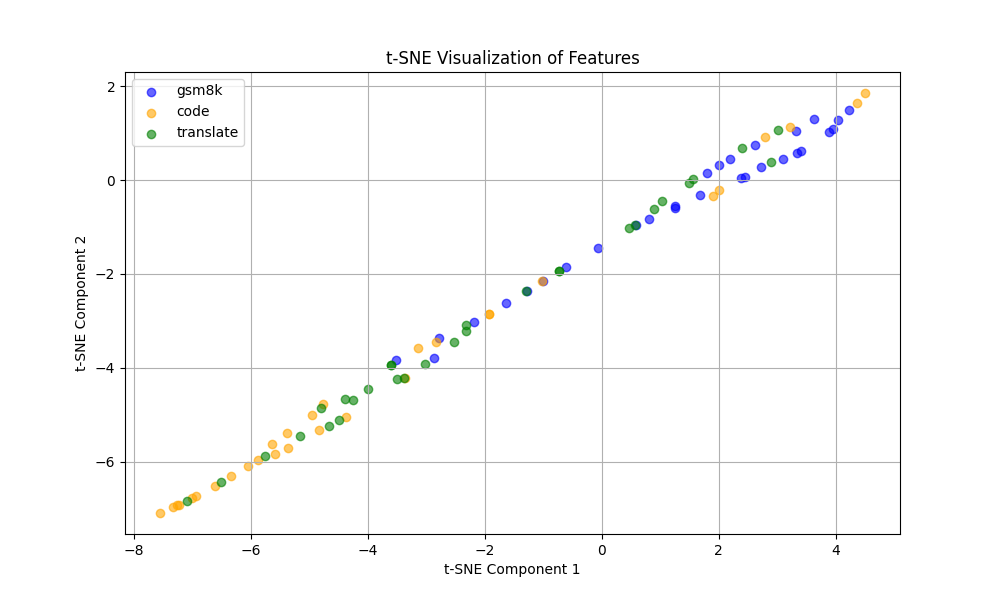 t-SNE Visualization of Features
gsm8k
code
translate
2
0
−2
−4
−6
t-SNE Component 2
−8
−6
−4
−2
0
2
4
t-SNE Component 1